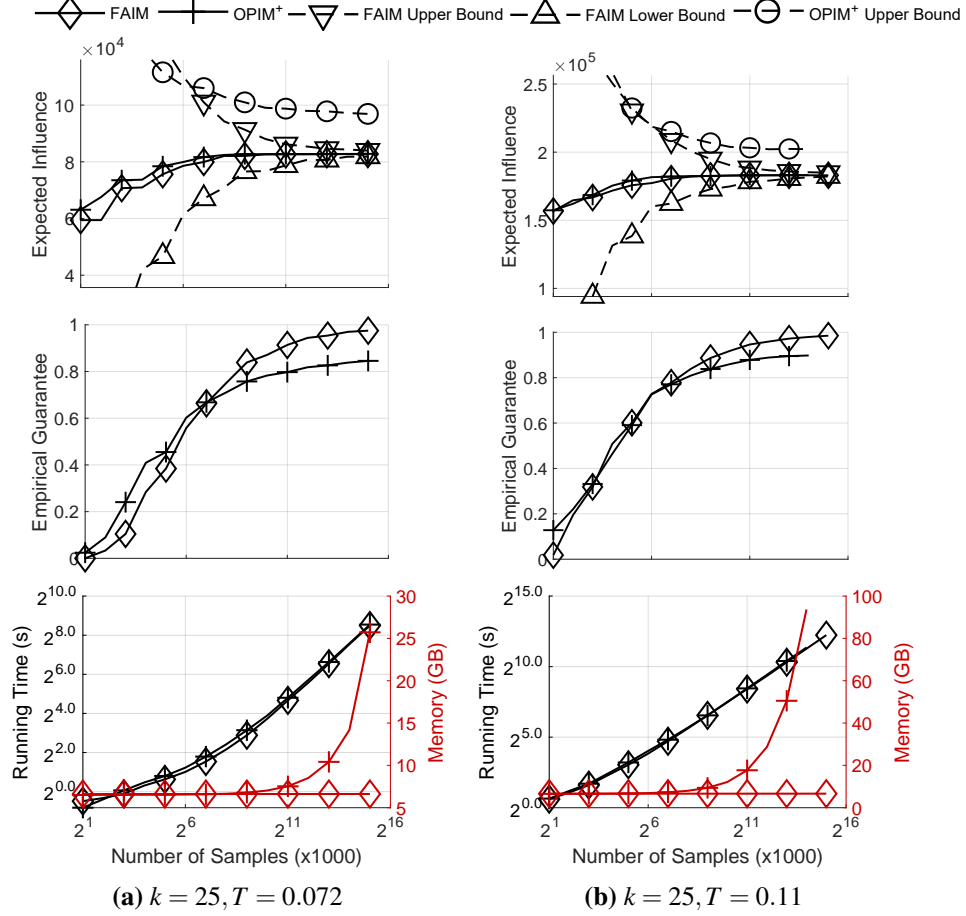 FAIM OPIM⁺ FAIM Upper Bound FAIM Lower Bound OPIM⁺ Upper Bound
×10⁴
10
8
6
4
Expected Influence
×10⁵
2.5
2
1.5
1
Expected Influence
1
0.8
0.6
0.4
0.2
0
Empirical Guarantee
1
0.8
0.6
0.4
0.2
0
Empirical Guarantee
2^10.0
2^8.0
2^6.0
2^4.0
2^2.0
2^0.0
Running Time (s)
30
25
20
15
10
5
Memory (GB)
2^1 2^6 2^11 2^16
Number of Samples (x1000)
2^15.0
2^10.0
2^5.0
2^0.0
Running Time (s)
100
80
60
40
20
0
Memory (GB)
2^1 2^6 2^11 2^16
Number of Samples (x1000)
(a) k = 25, T = 0.072
(b) k = 25, T = 0.11